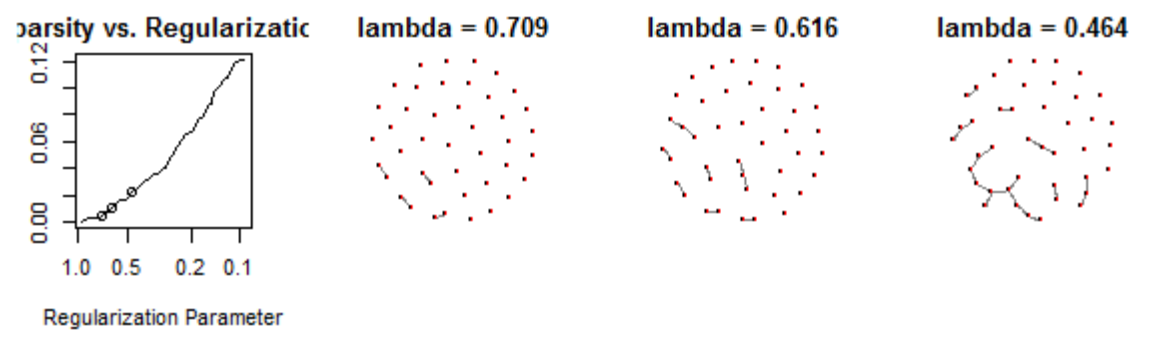 parsity vs. Regularizatic
lambda = 0.709
lambda = 0.616
lambda = 0.464
0.12
0.06
0.00
1.0 0.5 0.2 0.1
Regularization Parameter